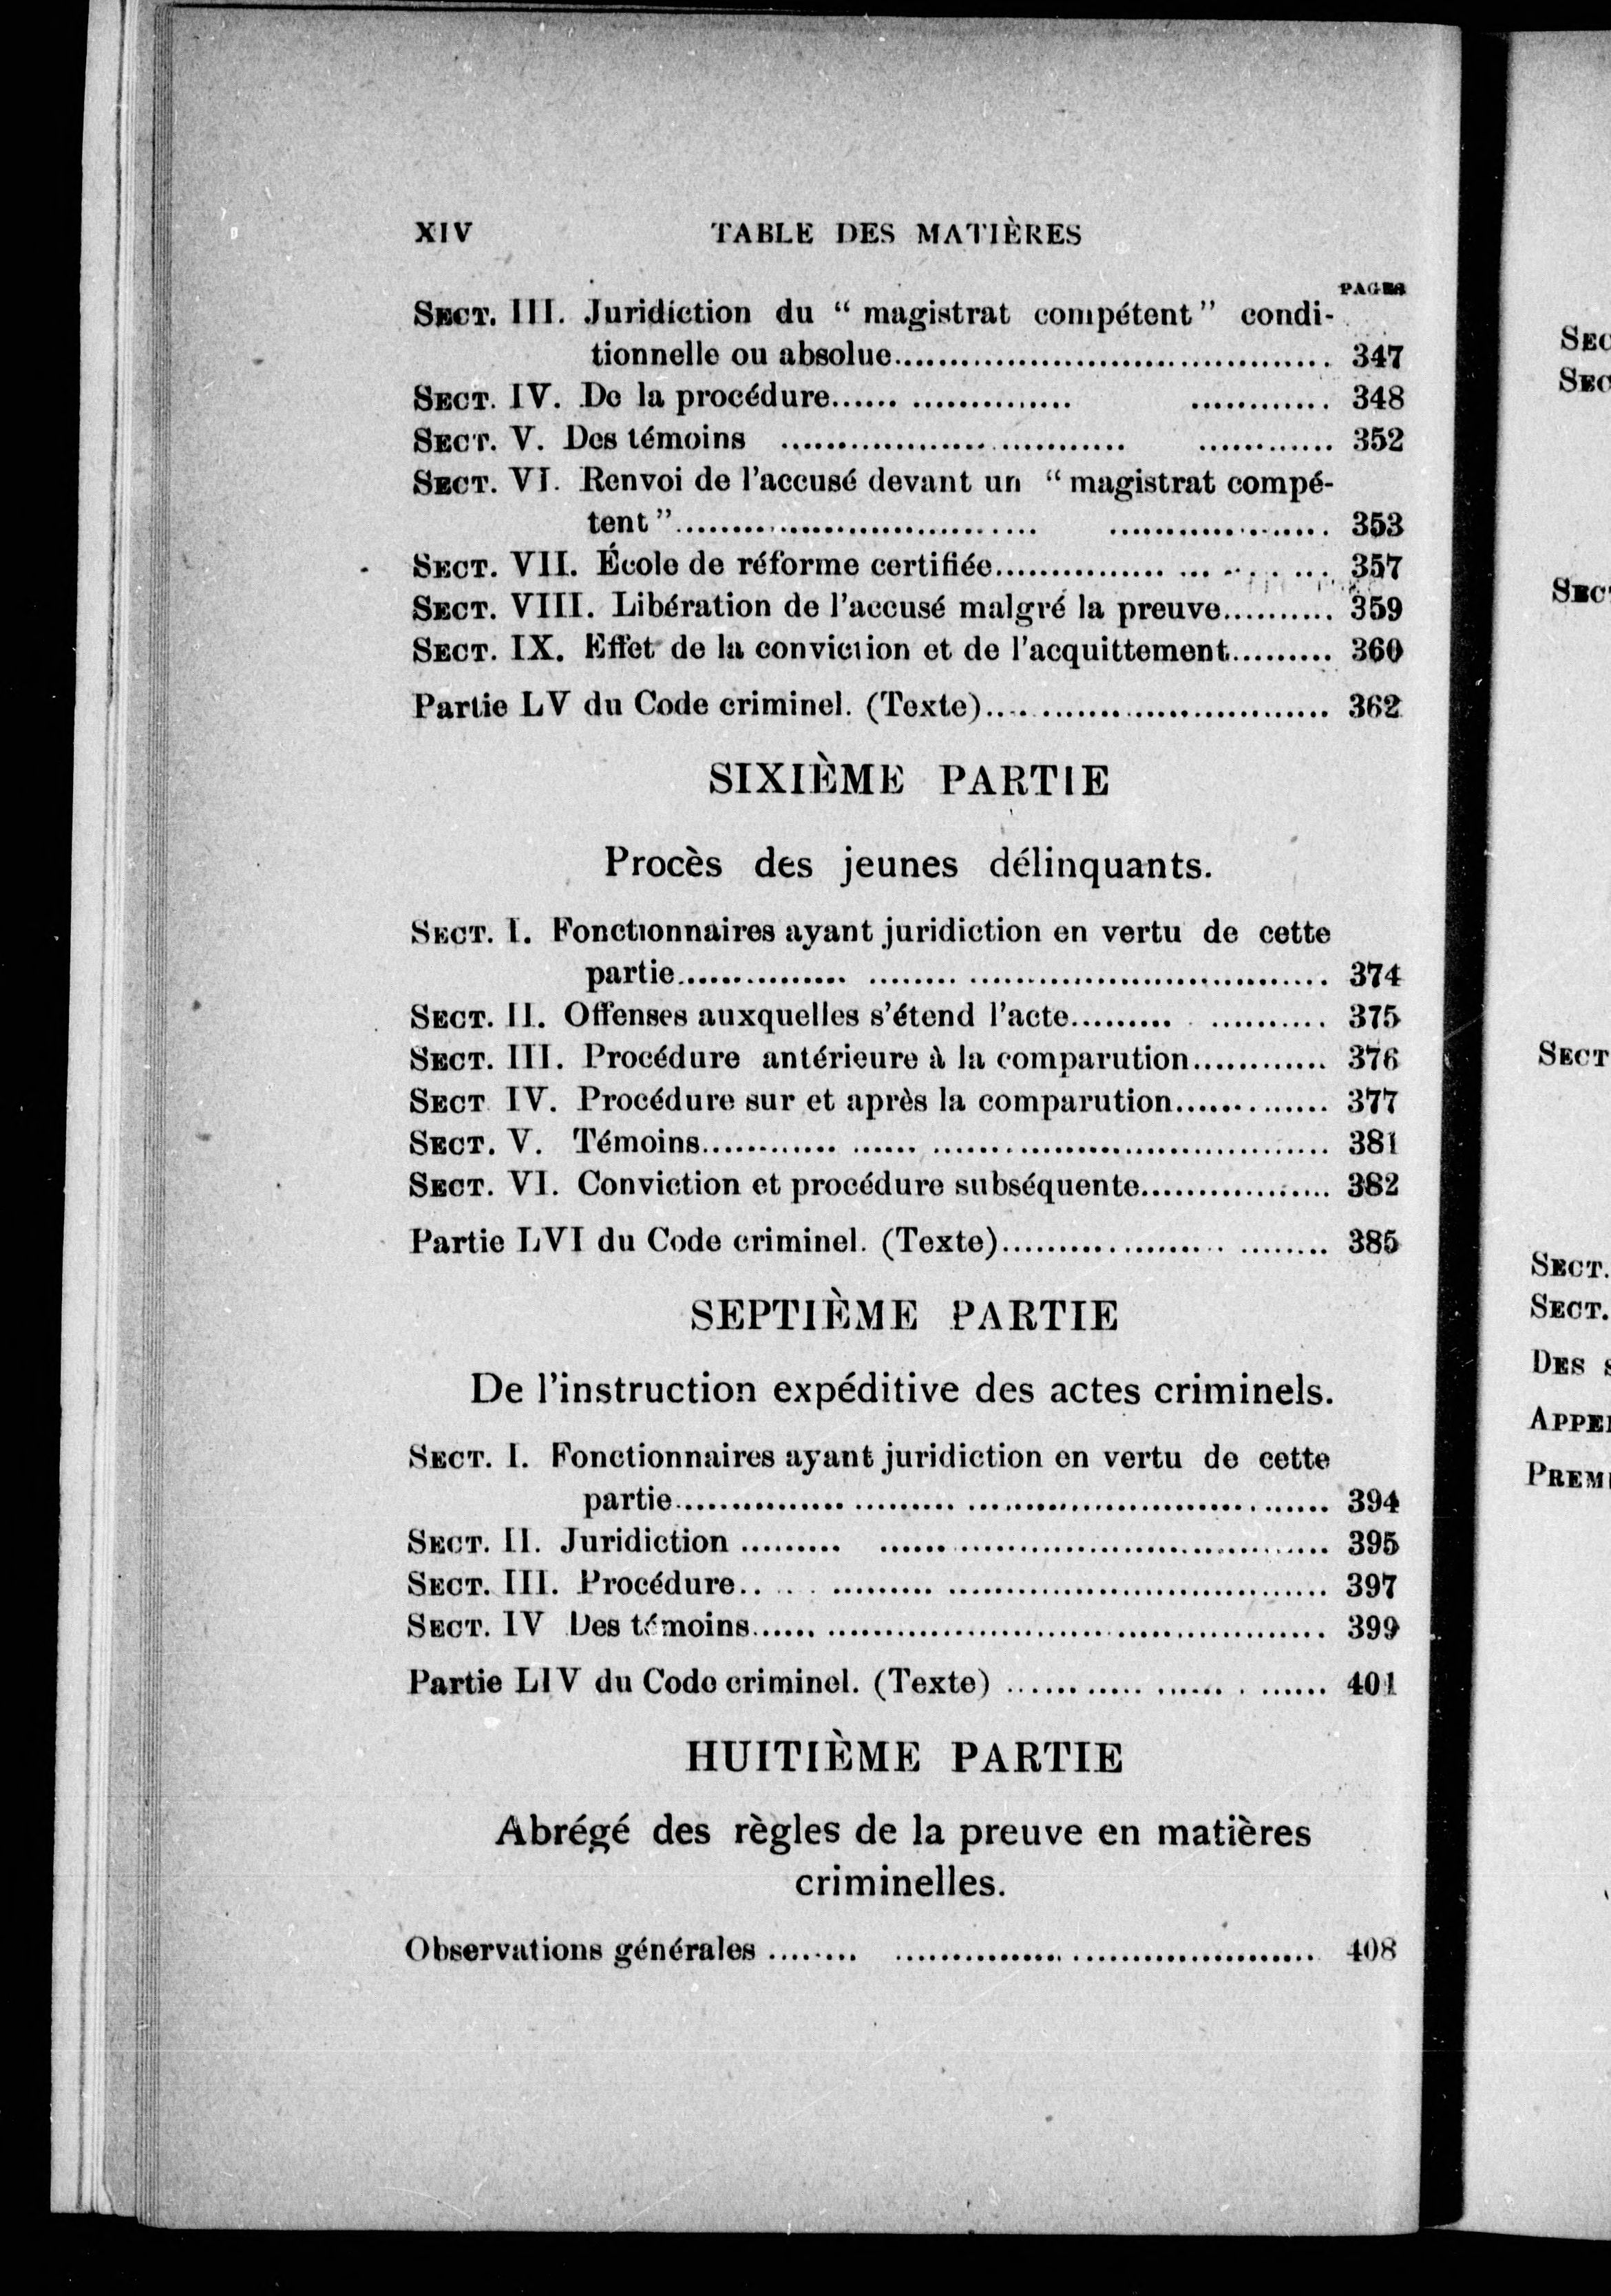 XIV TABLE DES MATIÈRES
PAGES
SECT. III. Juridiction du “ magistrat compétent” condi-
tionnelle ou absolue........................................ 347
SECT. IV. De la procédure...... .............. ............ 348
SECT. V. Des témoins .............................. ............ 352
SECT. VI. Renvoi de l'accusé devant un “ magistrat compé-
tent”................................ .................... 353
SECT. VII. École de réforme certifiée............... ... .. . ... 357
SECT. VIII. Libération de l'accusé malgré la preuve.......... 359
SECT. IX. Effet de la conviction et de l'acquittement......... 360
Partie LV du Code criminel. (Texte).............................. 362
SIXIÈME PARTIE
Procès des jeunes délinquants.
SECT. I. Fonctionnaires ayant juridiction en vertu de cette
partie............... ........ ................................ 374
SECT. II. Offenses auxquelles s'étend l'acte......... .......... 375
SECT. III. Procédure antérieure à la comparution............ 376
SECT IV. Procédure sur et après la comparution.............. 377
SECT. V. Témoins............ ...... .................................... 381
SECT. VI. Conviction et procédure subséquente................. 382
Partie LVI du Code criminel. (Texte).................... ........ 385
SEPTIÈME PARTIE
De l'instruction expéditive des actes criminels.
SECT. I. Fonctionnaires ayant juridiction en vertu de cette
partie............... ......... ................................ 394
SECT. II. Juridiction ......... ...................................... 395
SECT. III. Procédure.. . . ......... .................................. 397
SECT. IV Des témoins...... ............................................. 399
Partie LIV du Code criminel. (Texte) ...... ..... ...... . ...... 401
HUITIÈME PARTIE
Abrégé des règles de la preuve en matières
criminelles.
Observations générales ........ ............... ...................... 408
SEC
SEC
SEC
SECT
SECT.
SECT.
DES
APPE
PREM